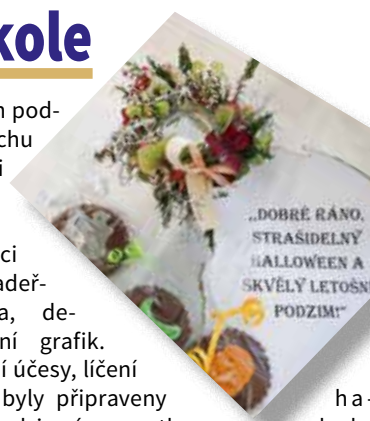 kole
pod-
chu
i
„DOBRÉ RÁNO,
STRAŠIDELNÝ
HALLOWEEN A
SKVĚLÝ LETOŠNÍ
PODZIM!“
ci
adeř-
a, de-
ní grafik.
í účesy, líčení
byly připraveny
ha-